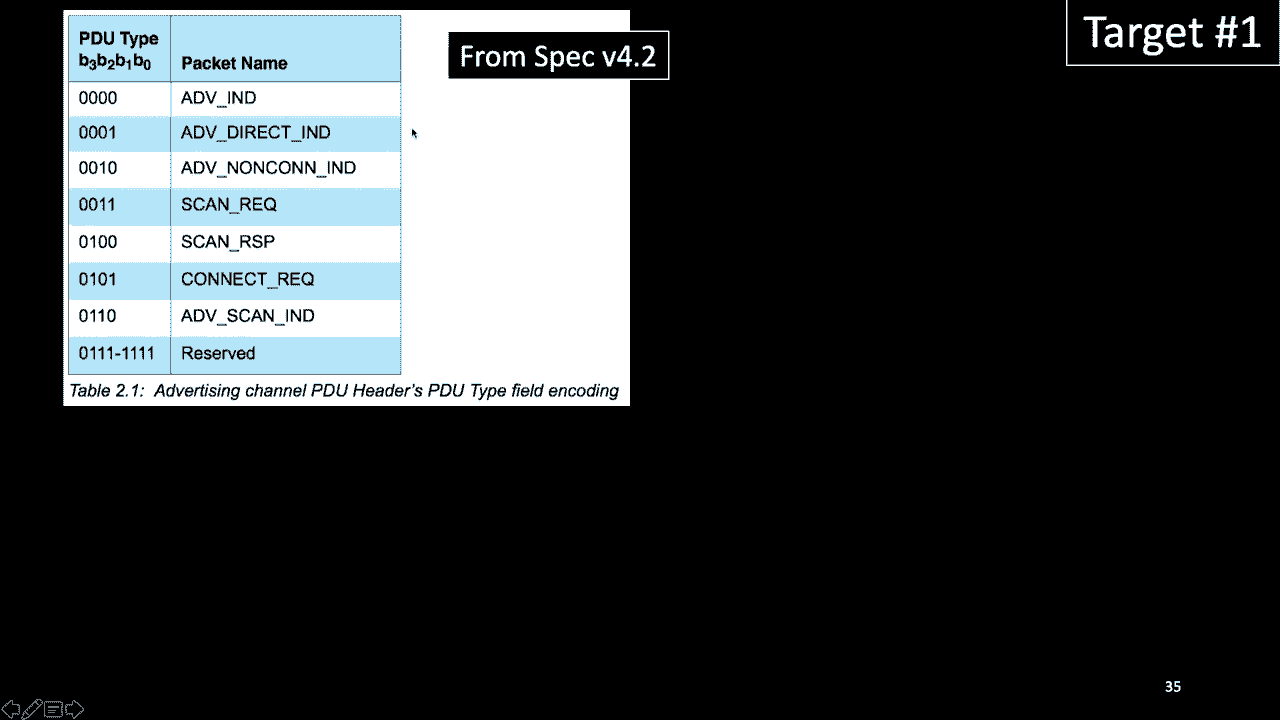 Target #1
From Spec v4.2
PDU Type
b3b2b1b0 Packet Name
0000 ADV_IND
0001 ADV_DIRECT_IND
0010 ADV_NONCONN_IND
0011 SCAN_REQ
0100 SCAN_RSP
0101 CONNECT_REQ
0110 ADV_SCAN_IND
0111-1111 Reserved
Table 2.1: Advertising channel PDU Header's PDU Type field encoding
35